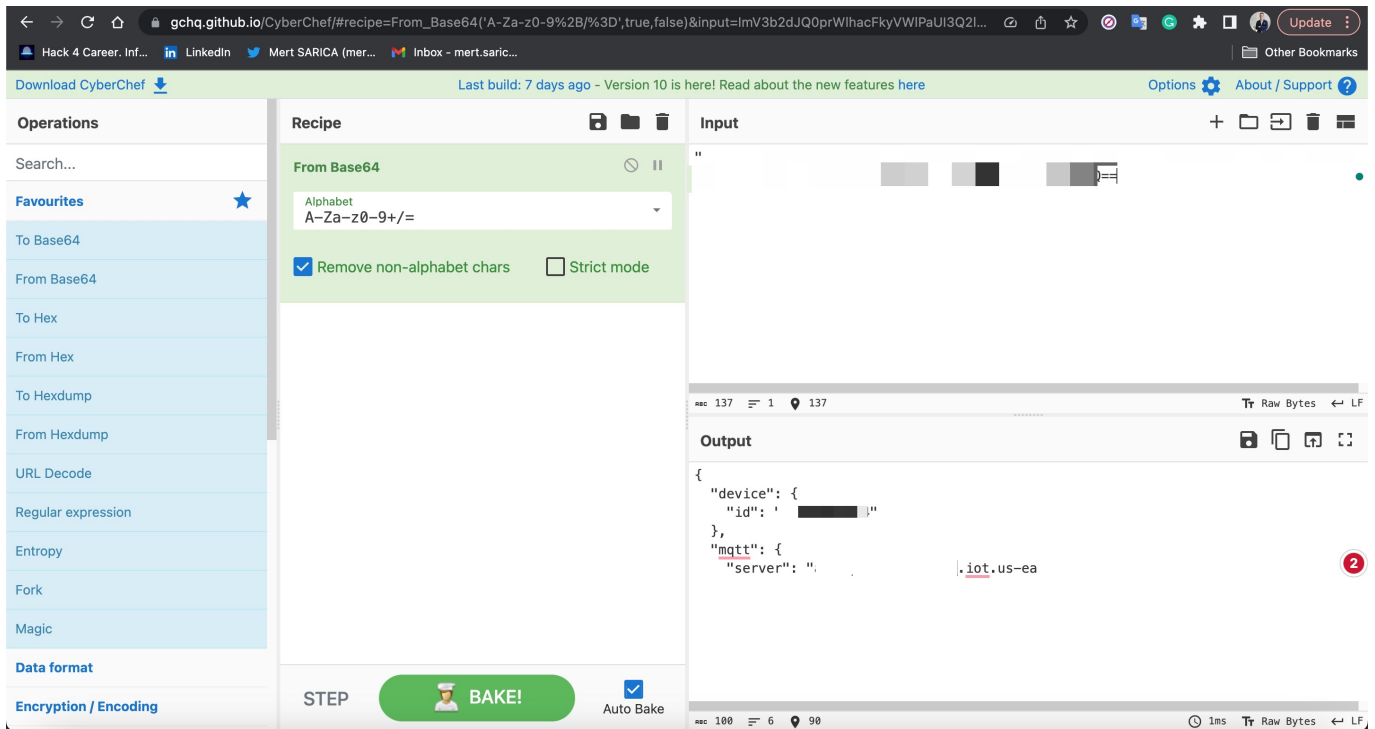 gchq.github.io/CyberChef/#recipe=From_Base64('A-Za-z0-9%2B/%3D',true,false)&input=ImV3b2dJQ0prWlhacFkyVWlPaUI3Q2l...
Update
Hack 4 Career. Inf...
LinkedIn
Mert SARICA (mer...
Inbox - mert.saric...
Other Bookmarks
Download CyberChef
Last build: 7 days ago - Version 10 is here! Read about the new features here
Options
About / Support
Operations
Search...
Favourites
To Base64
From Base64
To Hex
From Hex
To Hexdump
From Hexdump
URL Decode
Regular expression
Entropy
Fork
Magic
Data format
Encryption / Encoding
Recipe
From Base64
Alphabet
A-Za-z0-9+/=
Remove non-alphabet chars
Strict mode
STEP
BAKE!
Auto Bake
Input
"
==
ABC 137 1 137
Tт Raw Bytes LF
Output
{
"device": {
"id": "
},
"mqtt": {
"server": " .iot.us-ea
2
ABC 100 6 90
1ms Tт Raw Bytes LF